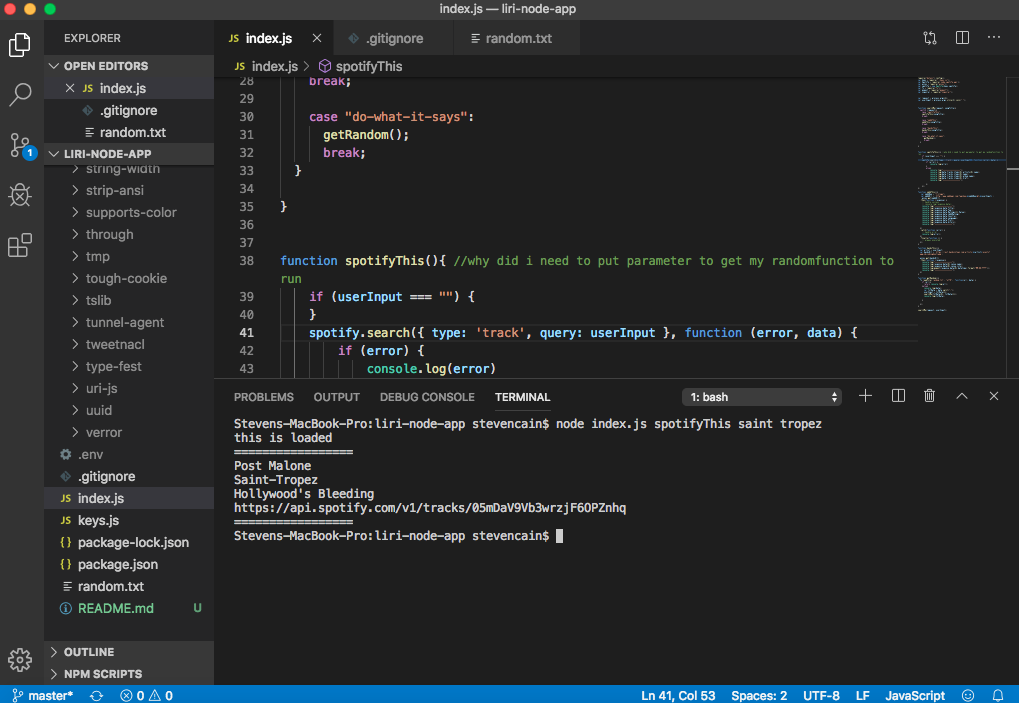 index.js — liri-node-app
EXPLORER
OPEN EDITORS
JS index.js
.gitignore
random.txt
1
LIRI-NODE-APP
string-width
strip-ansi
supports-color
through
tmp
tough-cookie
tslib
tunnel-agent
tweetnacl
type-fest
uri-js
uuid
verror
.env
.gitignore
JS index.js
JS keys.js
{} package-lock.json
{} package.json
random.txt
README.md U
OUTLINE
NPM SCRIPTS
JS index.js .gitignore random.txt
JS index.js > spotifyThis
28 break;
29
30 case "do-what-it-says":
31 getRandom();
32 break;
33 }
34
35 }
36
37
38 function spotifyThis(){ //why did i need to put parameter to get my randomfunction to
run
39 if (userInput === "") {
40 }
41 spotify.search({ type: 'track', query: userInput }, function (error, data) {
42 if (error) {
43 console.log(error)
PROBLEMS OUTPUT DEBUG CONSOLE TERMINAL 1: bash
Stevens-MacBook-Pro:liri-node-app stevencain$ node index.js spotifyThis saint tropez
this is loaded
=================
Post Malone
Saint-Tropez
Hollywood's Bleeding
https://api.spotify.com/v1/tracks/05mDaV9Vb3wrzjF6OPZnhq
=================
Stevens-MacBook-Pro:liri-node-app stevencain$
master* 0 0 Ln 41, Col 53 Spaces: 2 UTF-8 LF JavaScript